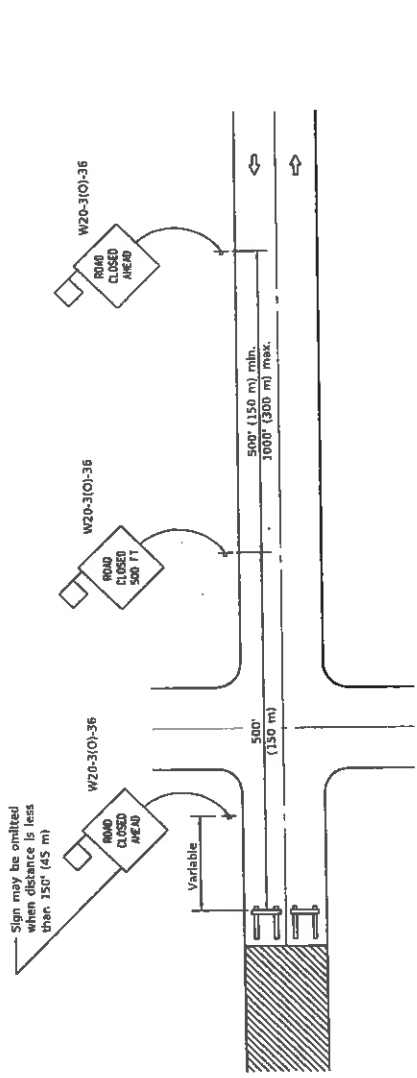 Sign may be omitted
when distance is less
than 150' (45 m)
W20-3(O)-36
ROAD
CLOSED
AHEAD
Variable
W20-3(O)-36
ROAD
CLOSED
500 FT
500'
(150 m)
W20-3(O)-36
ROAD
CLOSED
AHEAD
500' (150 m) min.
1000' (300 m) max.